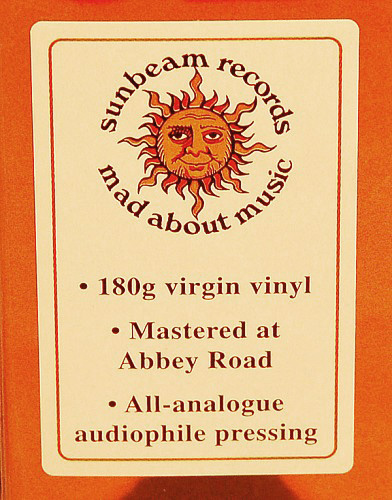 sunbeam records
mad about music
• 180g virgin vinyl
• Mastered at
Abbey Road
• All-analogue
audiophile pressing